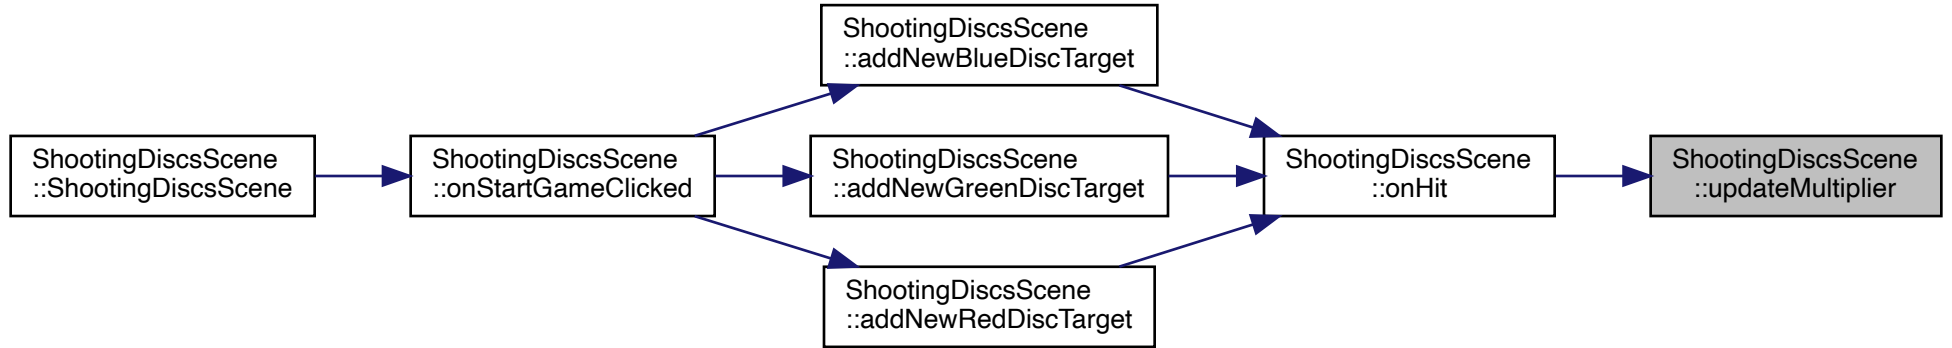 ShootingDiscsScene
::ShootingDiscsScene
ShootingDiscsScene
::onStartGameClicked
ShootingDiscsScene
::addNewBlueDiscTarget
ShootingDiscsScene
::addNewGreenDiscTarget
ShootingDiscsScene
::addNewRedDiscTarget
ShootingDiscsScene
::onHit
ShootingDiscsScene
::updateMultiplier